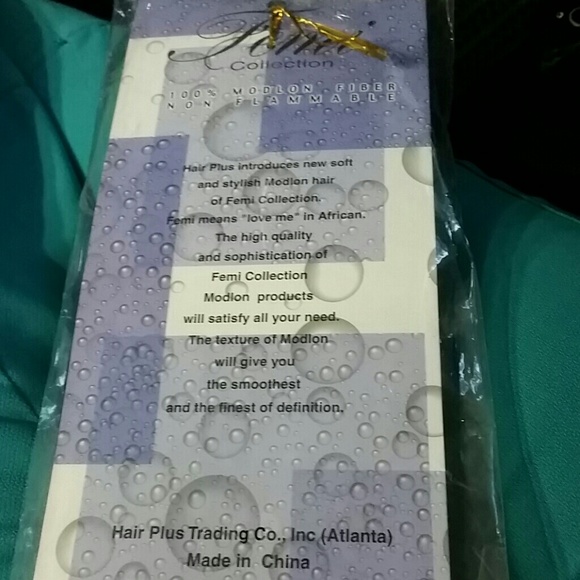 Femi
Collection
100% MODLON FIBER
NON FLAMMABLE
Hair Plus introduces new soft
and stylish Modlon hair
of Femi Collection.
Femi means "love me" in African.
The high quality
and sophistication of
Femi Collection
Modlon products
will satisfy all your need.
The texture of Modlon
will give you
the smoothest
and the finest of definition.
Hair Plus Trading Co., Inc (Atlanta)
Made in China